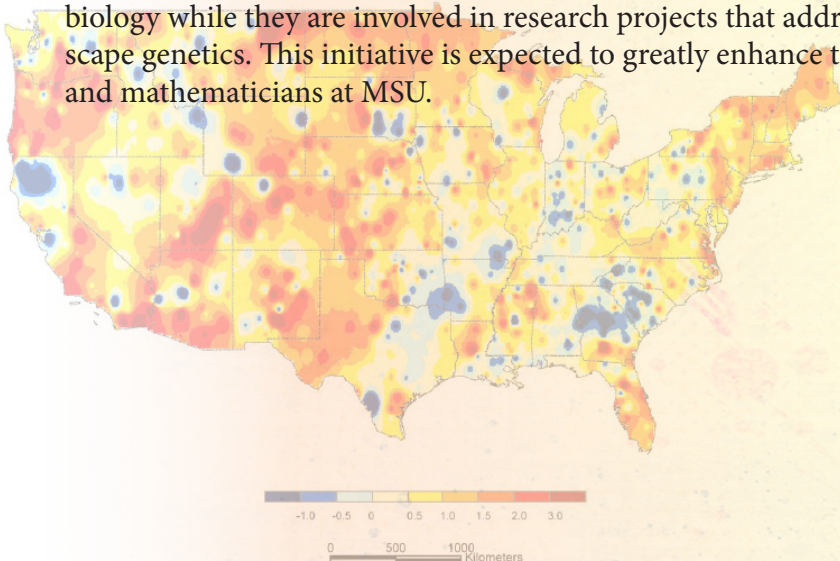 biology while they are involved in research projects that addr
scape genetics. This initiative is expected to greatly enhance t
and mathematicians at MSU.
-1.0 -0.5 0 0.5 1.0 1.5 2.0 3.0
0 500 1000
Kilometers